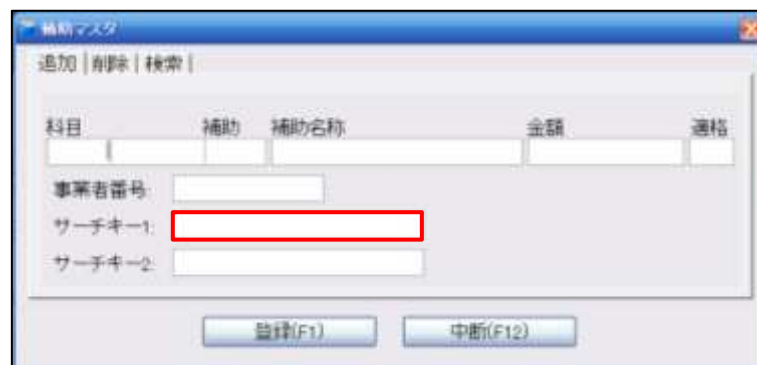 補助マスタ
追加 | 削除 | 検索 |
科目 補助 補助名称 金額 適格
事業者番号:
サーチキー1:
サーチキー2:
登録(F1) 中断(F12)